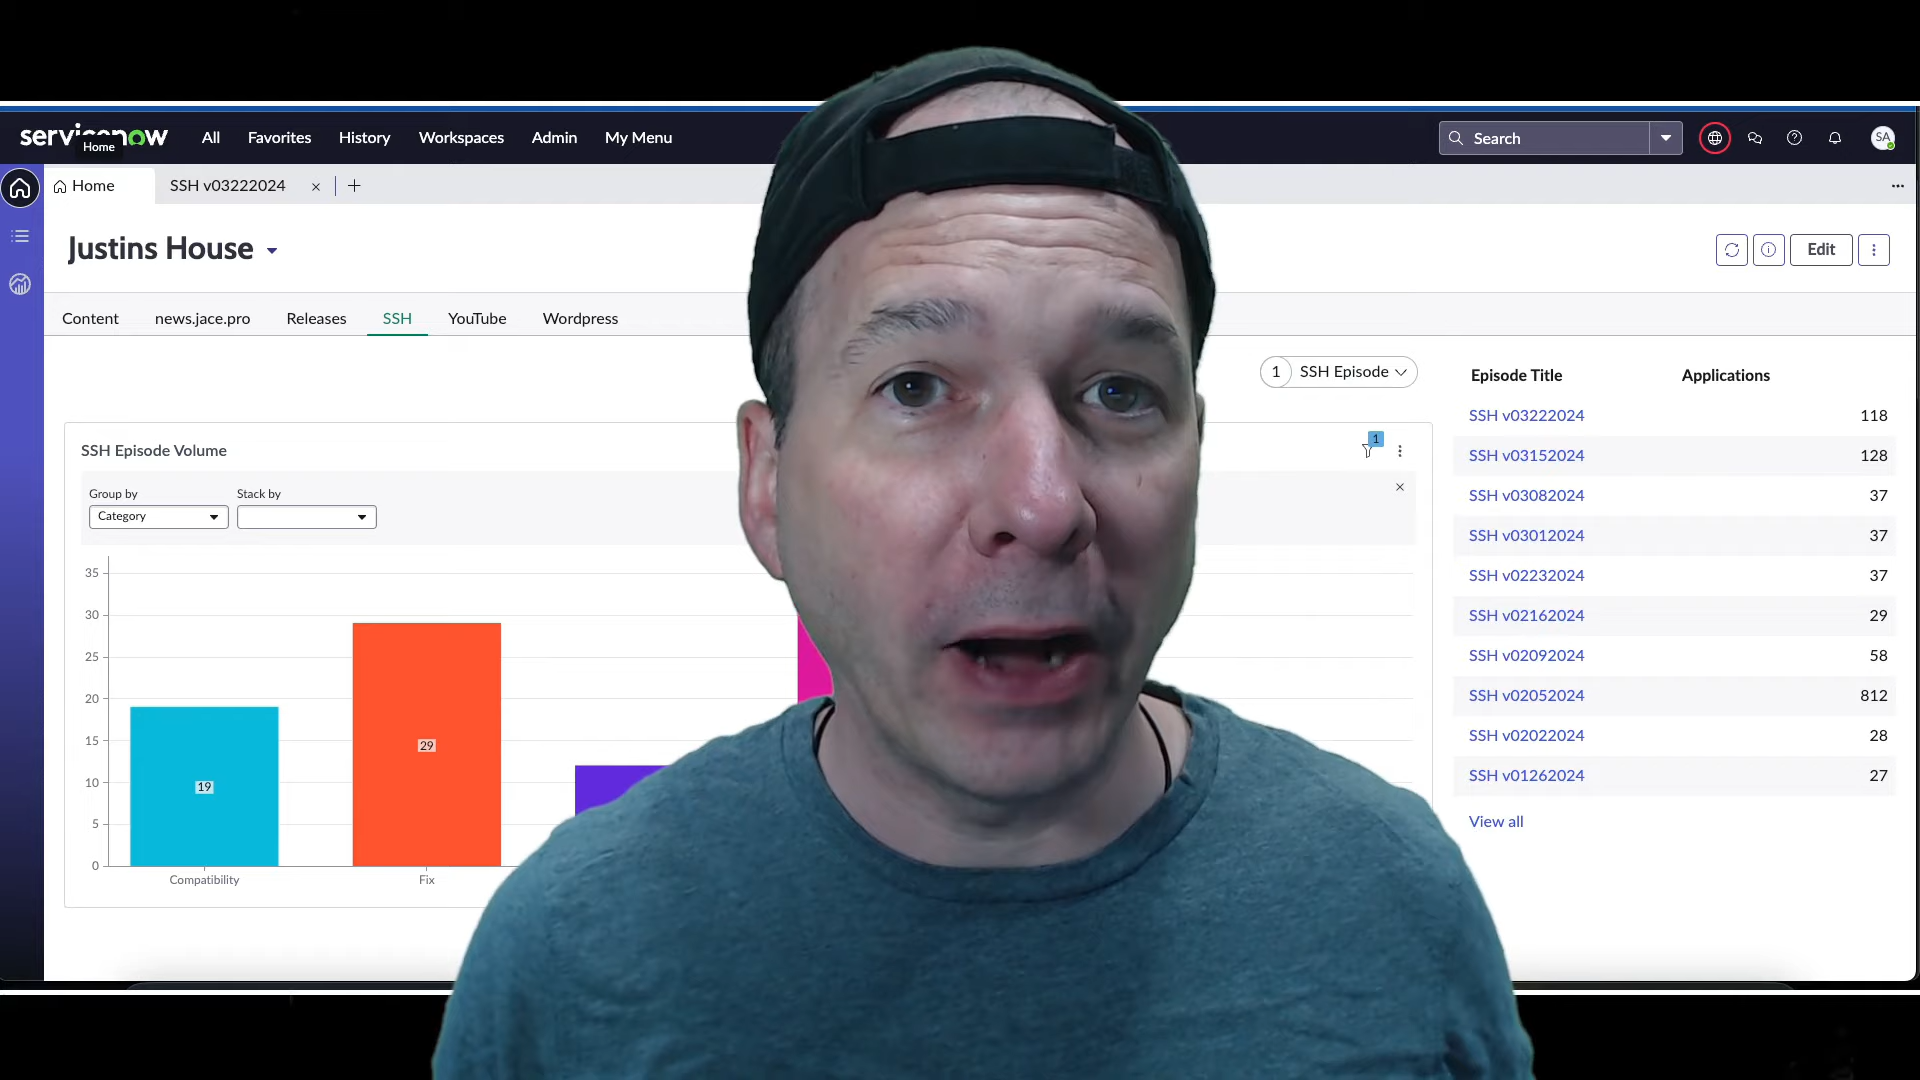 servicenow
Home
All
Favorites
History
Workspaces
Admin
My Menu
Search
SA
Home
SSH v03222024
Justins House
Edit
Content
news.jace.pro
Releases
SSH
YouTube
Wordpress
1 SSH Episode
SSH Episode Volume
1
Group by
Stack by
Category
35
30
25
20
15
10
5
0
19
29
Compatibility
Fix
Episode Title Applications
SSH v03222024 118
SSH v03152024 128
SSH v03082024 37
SSH v03012024 37
SSH v02232024 37
SSH v02162024 29
SSH v02092024 58
SSH v02052024 812
SSH v02022024 28
SSH v01262024 27
View all